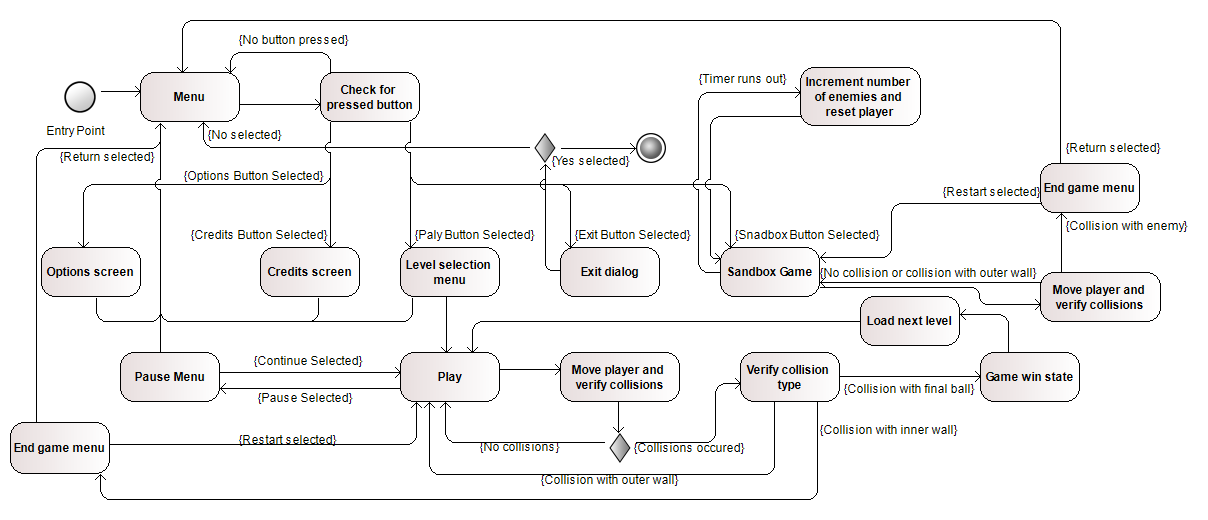 {No button pressed}
Menu
Check for
pressed button
{Timer runs out}
Increment number
of enemies and
reset player
Entry Point
{No selected}
{Return selected}
{Yes selected}
{Return selected}
{Options Button Selected}
End game menu
{Restart selected}
{Collision with enemy}
{Credits Button Selected}
{Paly Button Selected}
{Exit Button Selected}
{Snadbox Button Selected}
Options screen
Credits screen
Level selection
menu
Exit dialog
Sandbox Game
{No collision or collision with outer wall}
Move player and
verify collisions
Load next level
{Continue Selected}
Pause Menu
Play
Move player and
verify collisions
Verify collision
type
Game win state
{Pause Selected}
{Collision with final ball}
End game menu
{Restart selected}
{No collisions}
{Collisions occured}
{Collision with inner wall}
{Collision with outer wall}